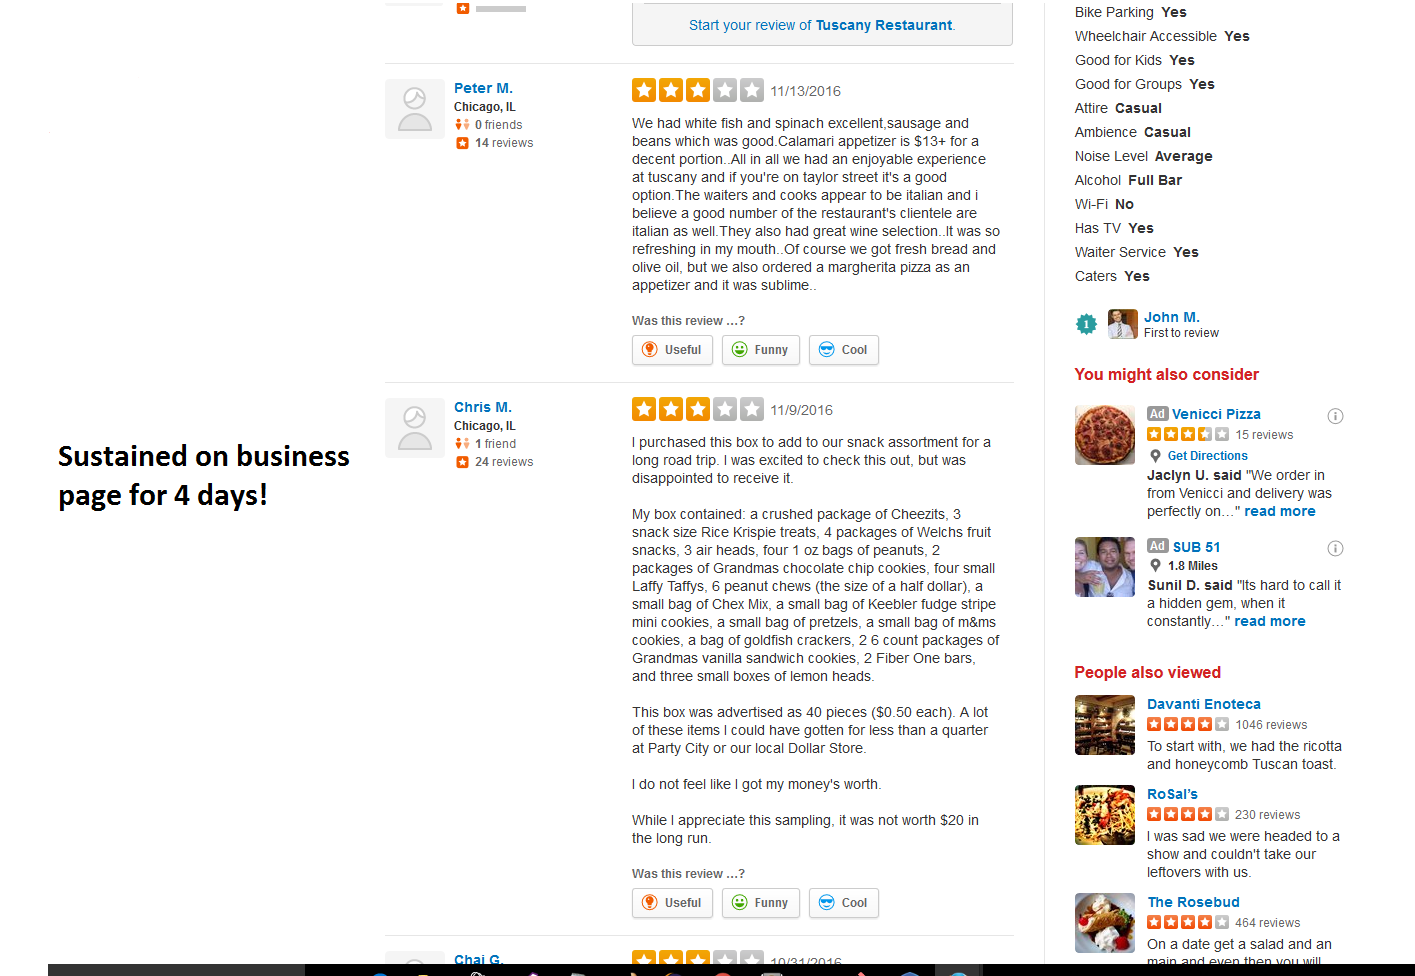 Start your review of Tuscany Restaurant.
Peter M.
Chicago, IL
0 friends
14 reviews
11/13/2016
We had white fish and spinach excellent,sausage and
beans which was good.Calamari appetizer is $13+ for a
decent portion..All in all we had an enjoyable experience
at tuscany and if you're on taylor street it's a good
option.The waiters and cooks appear to be italian and i
believe a good number of the restaurant's clientele are
italian as well.They also had great wine selection..It was so
refreshing in my mouth..Of course we got fresh bread and
olive oil, but we also ordered a margherita pizza as an
appetizer and it was sublime..
Was this review ...?
Useful
Funny
Cool
Chris M.
Chicago, IL
1 friend
24 reviews
11/9/2016
I purchased this box to add to our snack assortment for a
long road trip. I was excited to check this out, but was
disappointed to receive it.
My box contained: a crushed package of Cheezits, 3
snack size Rice Krispie treats, 4 packages of Welchs fruit
snacks, 3 air heads, four 1 oz bags of peanuts, 2
packages of Grandmas chocolate chip cookies, four small
Laffy Taffys, 6 peanut chews (the size of a half dollar), a
small bag of Chex Mix, a small bag of Keebler fudge stripe
mini cookies, a small bag of pretzels, a small bag of m&ms
cookies, a bag of goldfish crackers, 2 6 count packages of
Grandmas vanilla sandwich cookies, 2 Fiber One bars,
and three small boxes of lemon heads.
This box was advertised as 40 pieces ($0.50 each). A lot
of these items I could have gotten for less than a quarter
at Party City or our local Dollar Store.
I do not feel like I got my money's worth.
While I appreciate this sampling, it was not worth $20 in
the long run.
Was this review ...?
Useful
Funny
Cool
Chai G.
10/31/2016
Sustained on business
page for 4 days!
Bike Parking Yes
Wheelchair Accessible Yes
Good for Kids Yes
Good for Groups Yes
Attire Casual
Ambience Casual
Noise Level Average
Alcohol Full Bar
Wi-Fi No
Has TV Yes
Waiter Service Yes
Caters Yes
1
John M.
First to review
You might also consider
Ad Venicci Pizza
15 reviews
Get Directions
Jaclyn U. said "We order in
from Venicci and delivery was
perfectly on…" read more
Ad SUB 51
1.8 Miles
Sunil D. said "Its hard to call it
a hidden gem, when it
constantly…" read more
People also viewed
Davanti Enoteca
1046 reviews
To start with, we had the ricotta
and honeycomb Tuscan toast.
RoSal's
230 reviews
I was sad we were headed to a
show and couldn't take our
leftovers with us.
The Rosebud
464 reviews
On a date get a salad and an
main and even then you will